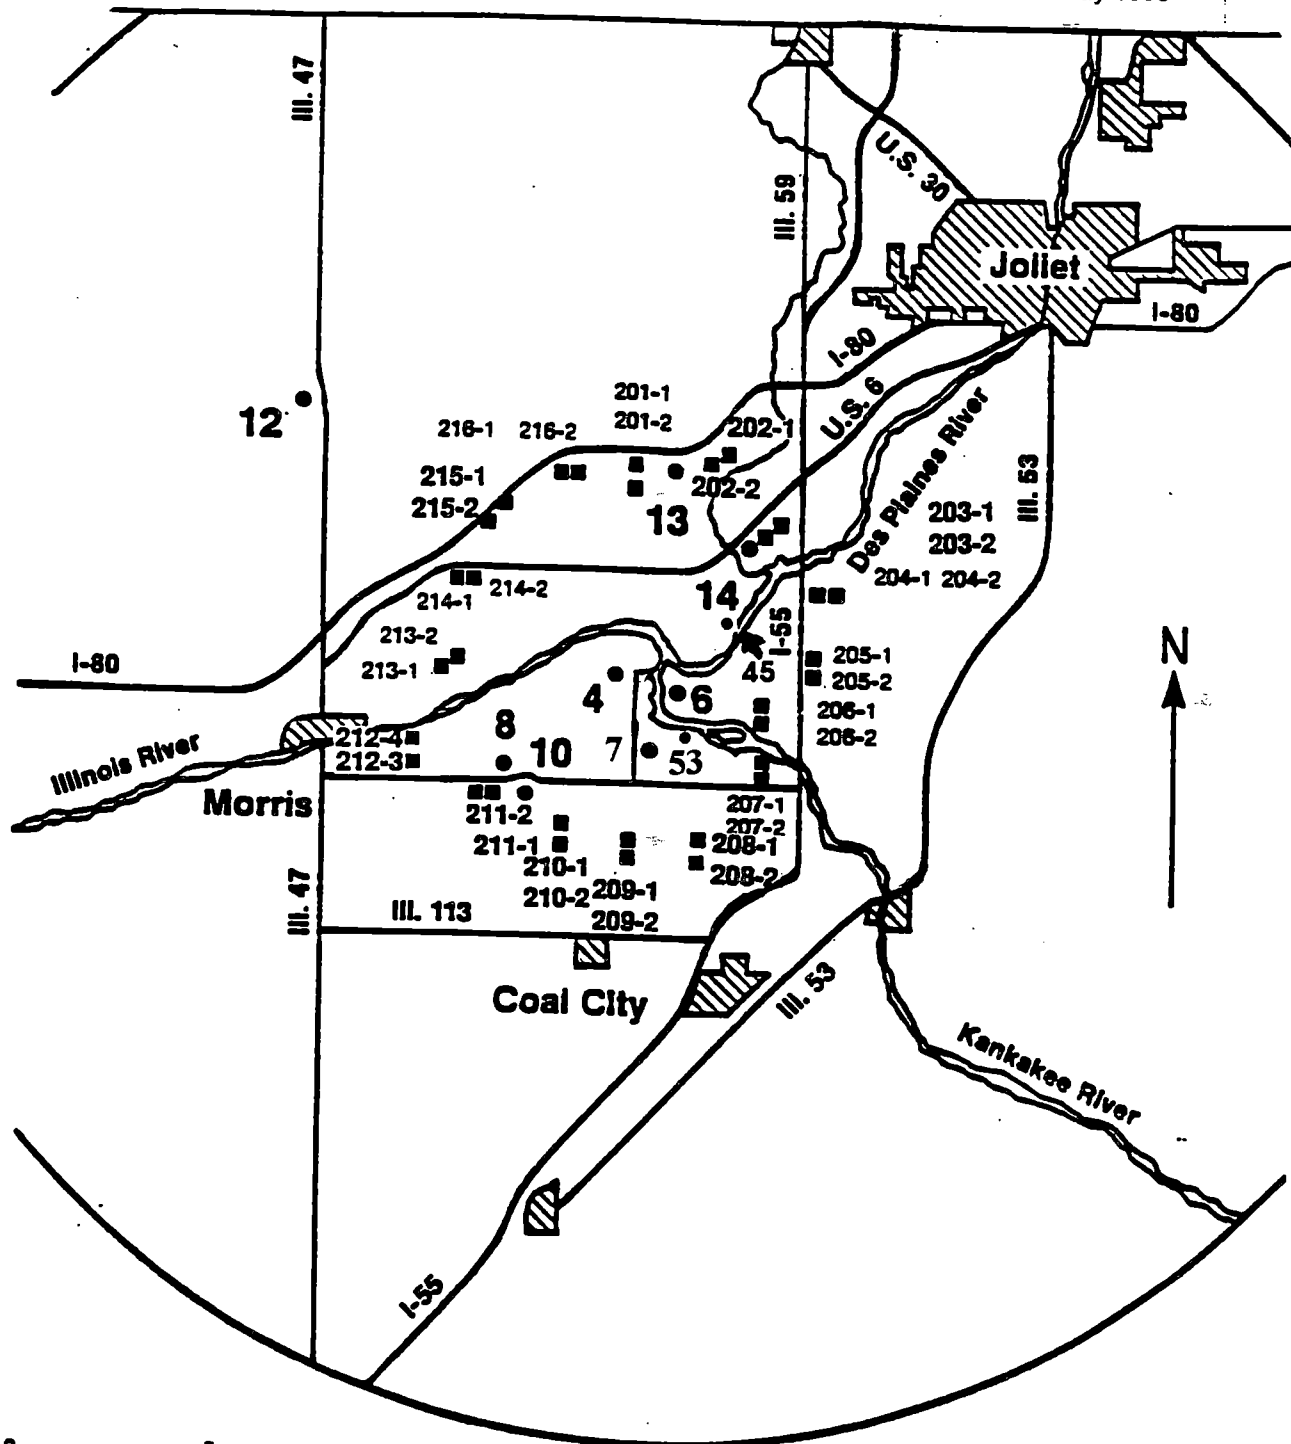 Ill. 47
Ill. 59
U.S. 30
Joliet
I-80
I-80
U.S. 6
201-1
201-2
12
216-1 216-2
202-1
215-1
215-2
202-2
13
Des Plaines River
Ill. 53
203-1
203-2
204-1 204-2
214-1 214-2
14
I-55
213-2
213-1
I-80
N
45
205-1
205-2
4
6
206-1
206-2
8
10
7
53
212-4
212-3
Illinois River
Morris
211-2
211-1
207-1
207-2
208-1
208-2
210-1
210-2
209-1
209-2
Ill. 47
Ill. 113
Coal City
Ill. 53
Kankakee River
I-55